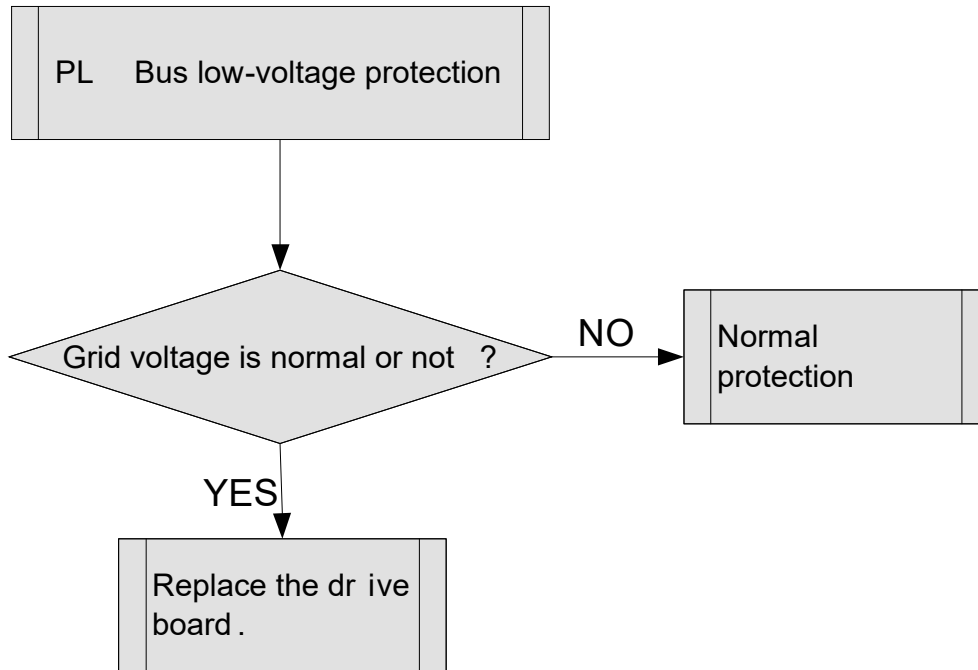 PL Bus low-voltage protection
Grid voltage is normal or not ?
NO
Normal
protection
YES
Replace the dr ive
board .